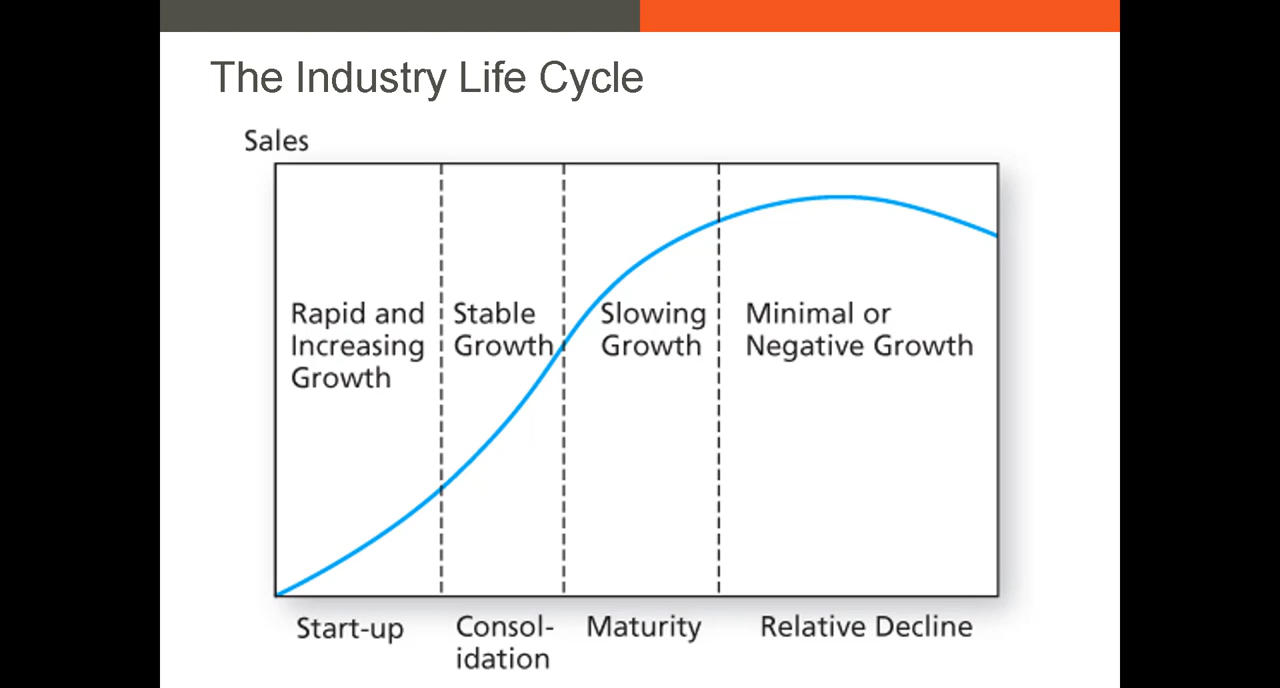 The Industry Life Cycle
Sales
Rapid and
Increasing
Growth
Stable
Growth
Slowing
Growth
Minimal or
Negative Growth
Start-up
Consol-
idation
Maturity
Relative Decline